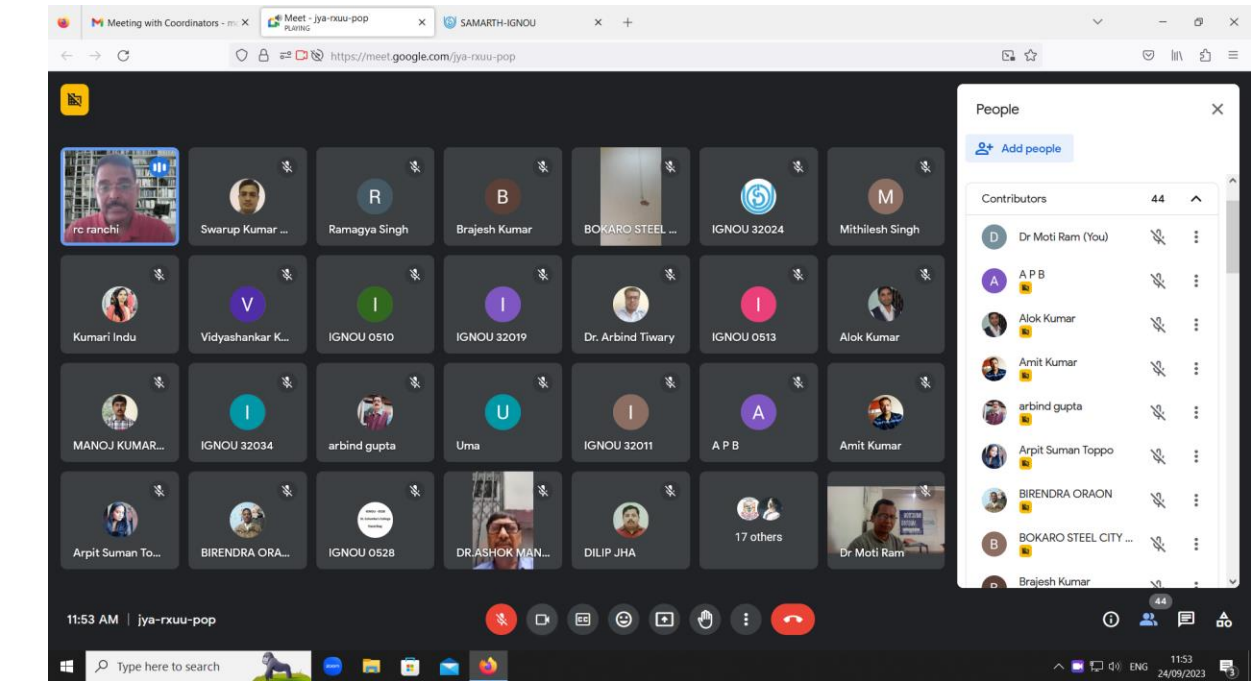 Meeting with Coordinators - m
Meet - jya-rxuu-pop
PLAYING
SAMARTH-IGNOU
https://meet.google.com/jya-rxuu-pop
rc ranchi
Swarup Kumar ...
R
Ramagya Singh
B
Brajesh Kumar
BOKARO STEEL ...
IGNOU 32024
M
Mithilesh Singh
Kumari Indu
V
Vidyashankar K...
I
IGNOU 0510
I
IGNOU 32019
Dr. Arbind Tiwary
I
IGNOU 0513
Alok Kumar
MANOJ KUMAR...
I
IGNOU 32034
arbind gupta
U
Uma
I
IGNOU 32011
A
A P B
Amit Kumar
Arpit Suman To...
BIRENDRA ORA...
IGNOU 0528
DR.ASHOK MAN...
DILIP JHA
17 others
Dr Moti Ram
People
Add people
Contributors 44
D
Dr Moti Ram (You)
A
A P B
Alok Kumar
Amit Kumar
arbind gupta
Arpit Suman Toppo
BIRENDRA ORAON
B
BOKARO STEEL CITY ...
B
Brajesh Kumar
11:53 AM | jya-rxuu-pop
CC
44
Type here to search
ENG
11:53
24/09/2023
3